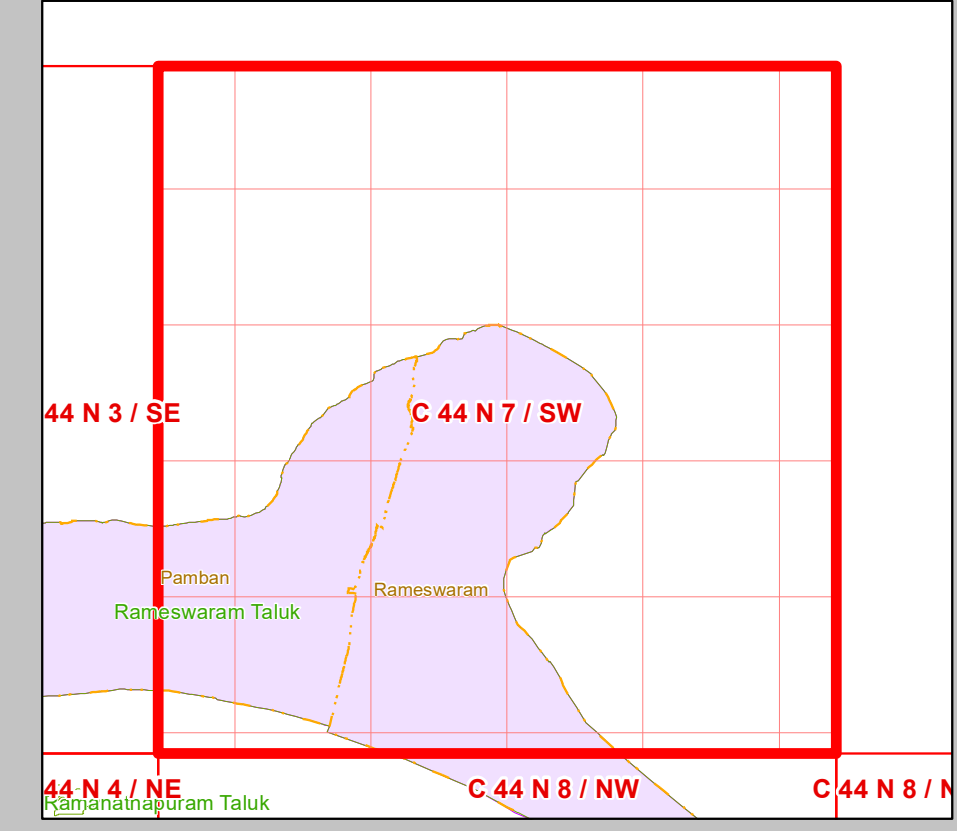 44 N 3 / SE
C 44 N 7 / SW
Pamban
Rameswaram
Rameswaram Taluk
44 N 4 / NE
C 44 N 8 / NW
C 44 N 8 / N
Ramanathapuram Taluk